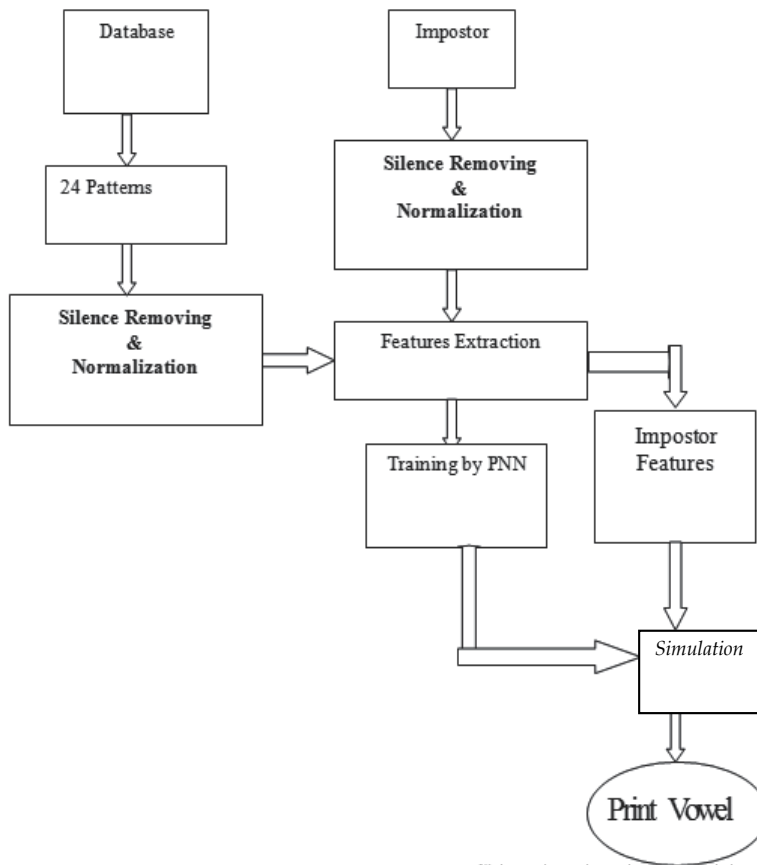 Database
Impostor
24 Patterns
Silence Removing
&
Normalization
Silence Removing
&
Normalization
Features Extraction
Training by PNN
Impostor
Features
Simulation
Print Vowel